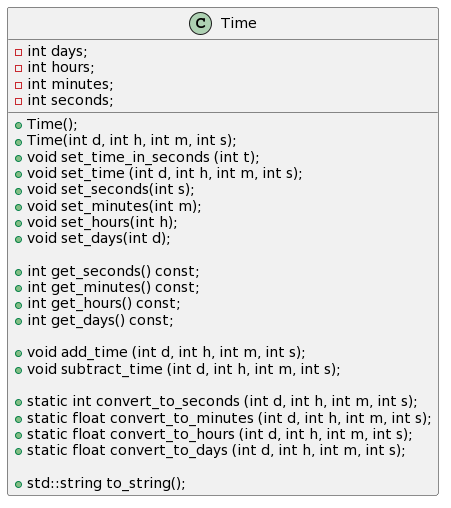 C Time
int days;
int hours;
int minutes;
int seconds;
Time();
Time(int d, int h, int m, int s);
void set_time_in_seconds (int t);
void set_time (int d, int h, int m, int s);
void set_seconds(int s);
void set_minutes(int m);
void set_hours(int h);
void set_days(int d);
int get_seconds() const;
int get_minutes() const;
int get_hours() const;
int get_days() const;
void add_time (int d, int h, int m, int s);
void subtract_time (int d, int h, int m, int s);
static int convert_to_seconds (int d, int h, int m, int s);
static float convert_to_minutes (int d, int h, int m, int s);
static float convert_to_hours (int d, int h, int m, int s);
static float convert_to_days (int d, int h, int m, int s);
std::string to_string();